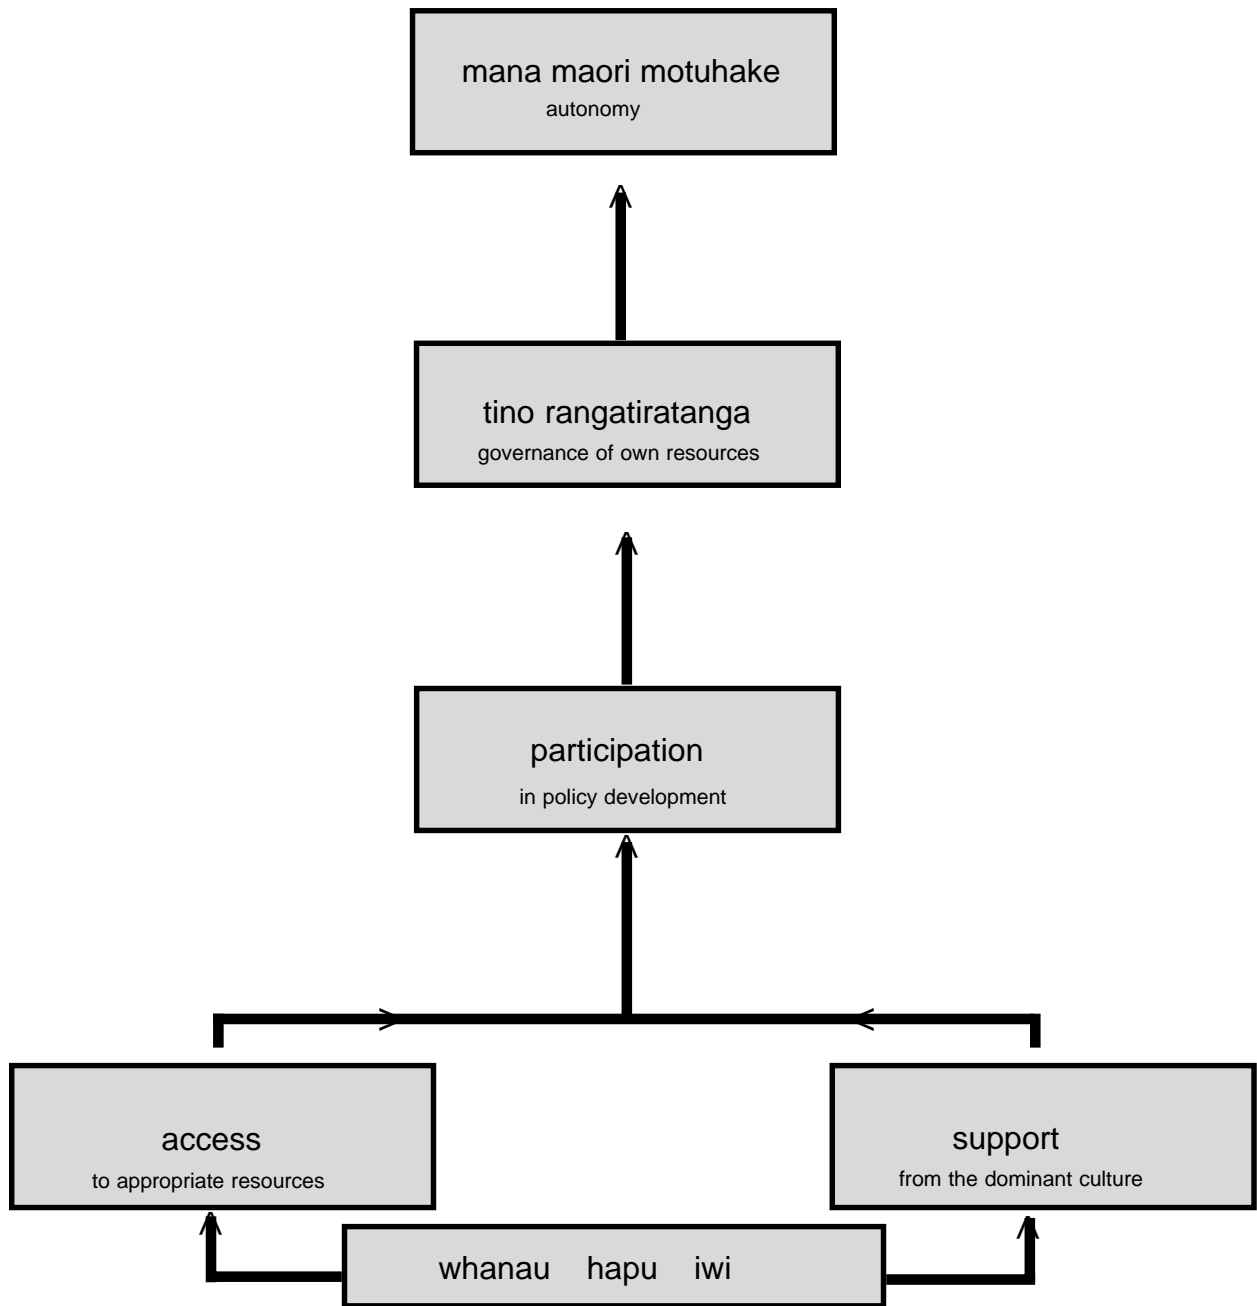 mana maori motuhake
autonomy
tino rangatiratanga
governance of own resources
participation
in policy development
access
to appropriate resources
support
from the dominant culture
whanau hapu iwi